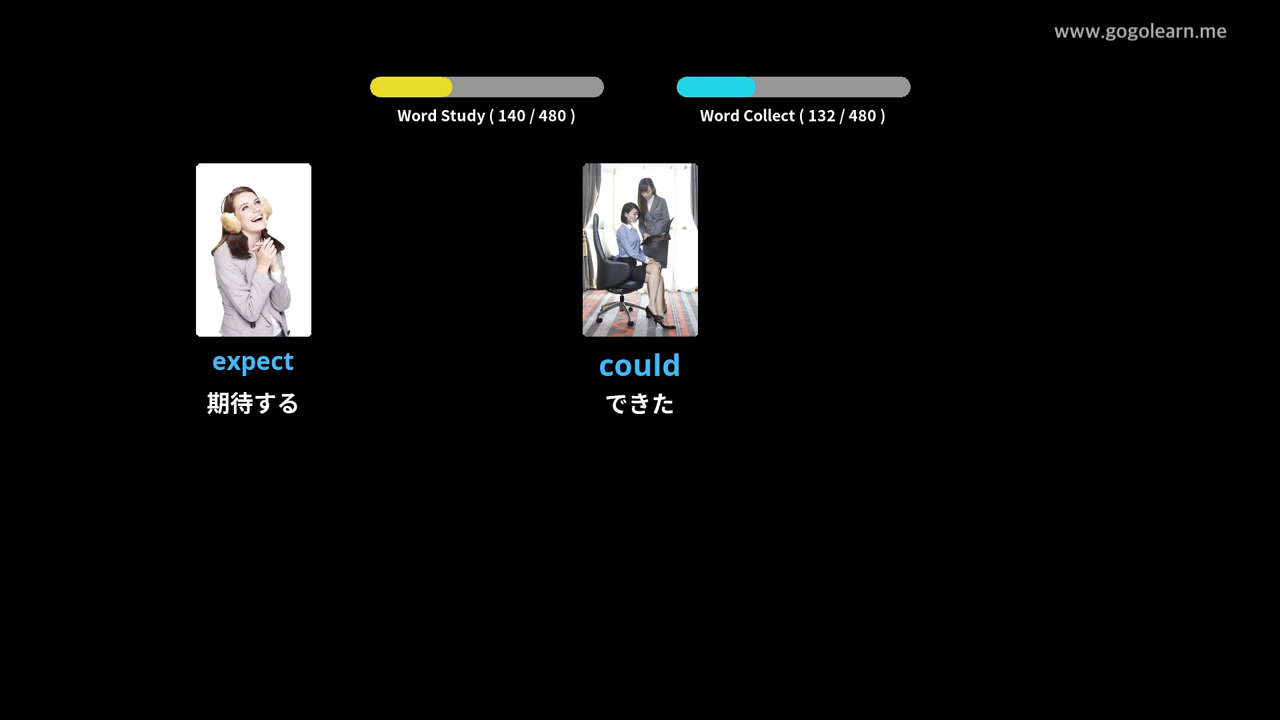 www.gogolearn.me
Word Study ( 140 / 480 )
Word Collect ( 132 / 480 )
expect
期待する
could
できた